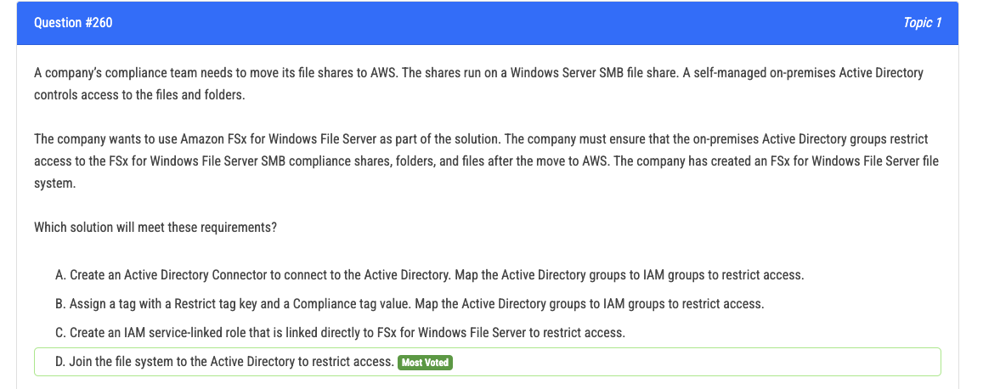 Question #260
Topic 1
A company's compliance team needs to move its file shares to AWS. The shares run on a Windows Server SMB file share. A self-managed on-premises Active Directory
controls access to the files and folders.
The company wants to use Amazon FSx for Windows File Server as part of the solution. The company must ensure that the on-premises Active Directory groups restrict
access to the FSx for Windows File Server SMB compliance shares, folders, and files after the move to AWS. The company has created an FSx for Windows File Server file
system.
Which solution will meet these requirements?
A. Create an Active Directory Connector to connect to the Active Directory. Map the Active Directory groups to IAM groups to restrict access.
B. Assign a tag with a Restrict tag key and a Compliance tag value. Map the Active Directory groups to IAM groups to restrict access.
C. Create an IAM service-linked role that is linked directly to FSx for Windows File Server to restrict access.
D. Join the file system to the Active Directory to restrict access. Most Voted